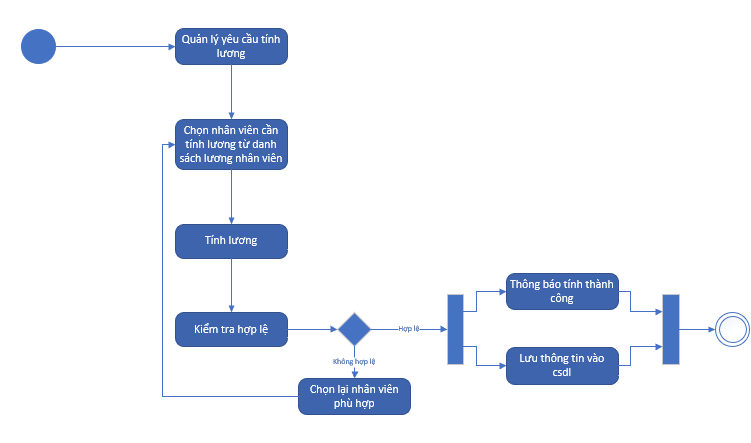 Quản lý yêu cầu tính
lương
Chọn nhân viên cần
tính lương từ danh
sách lương nhân viên
Tính lương
Kiểm tra hợp lệ
Hợp lệ
Không hợp lệ
Chọn lại nhân viên
phù hợp
Thông báo tính thành
công
Lưu thông tin vào
csdl